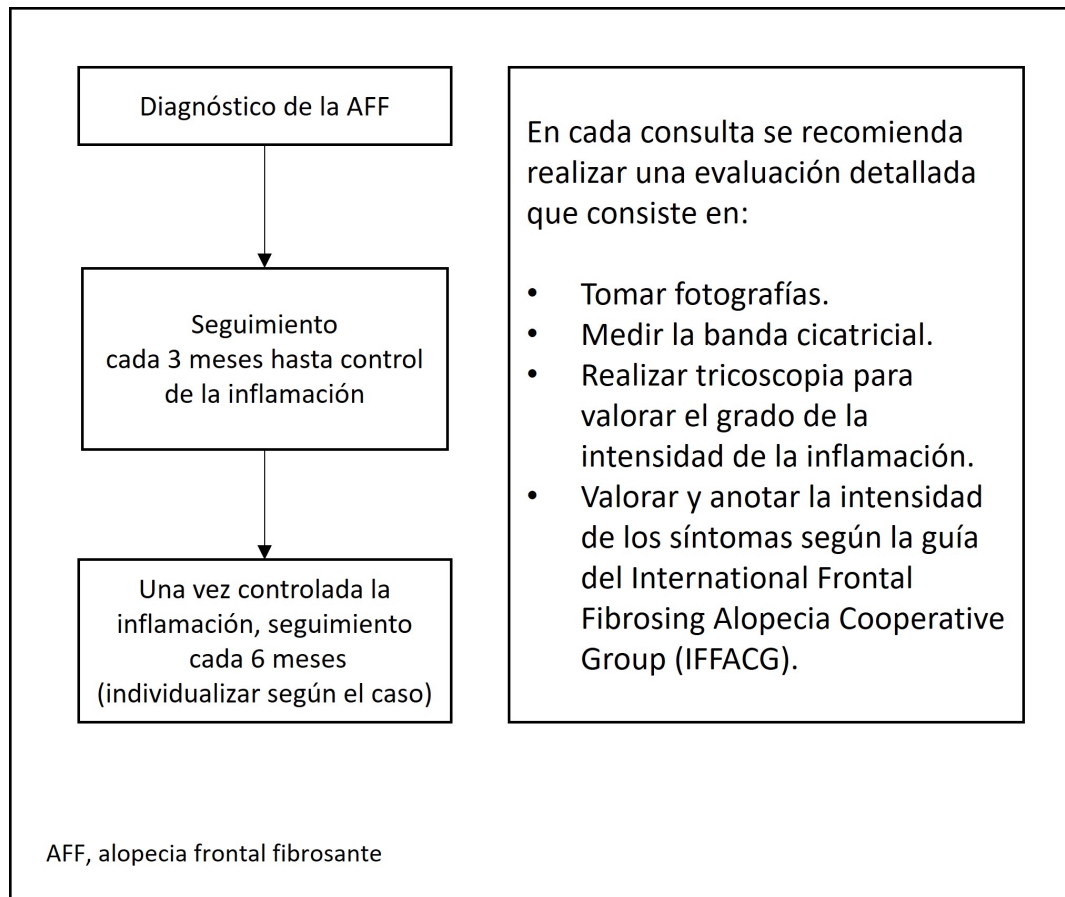 Diagnóstico de la AFF
Seguimiento
cada 3 meses hasta control
de la inflamación
Una vez controlada la
inflamación, seguimiento
cada 6 meses
(individualizar según el caso)
En cada consulta se recomienda
realizar una evaluación detallada
que consiste en:
• Tomar fotografías.
• Medir la banda cicatricial.
• Realizar tricoscopia para
valorar el grado de la
intensidad de la inflamación.
• Valorar y anotar la intensidad
de los síntomas según la guía
del International Frontal
Fibrosing Alopecia Cooperative
Group (IFFACG).
AFF, alopecia frontal fibrosante